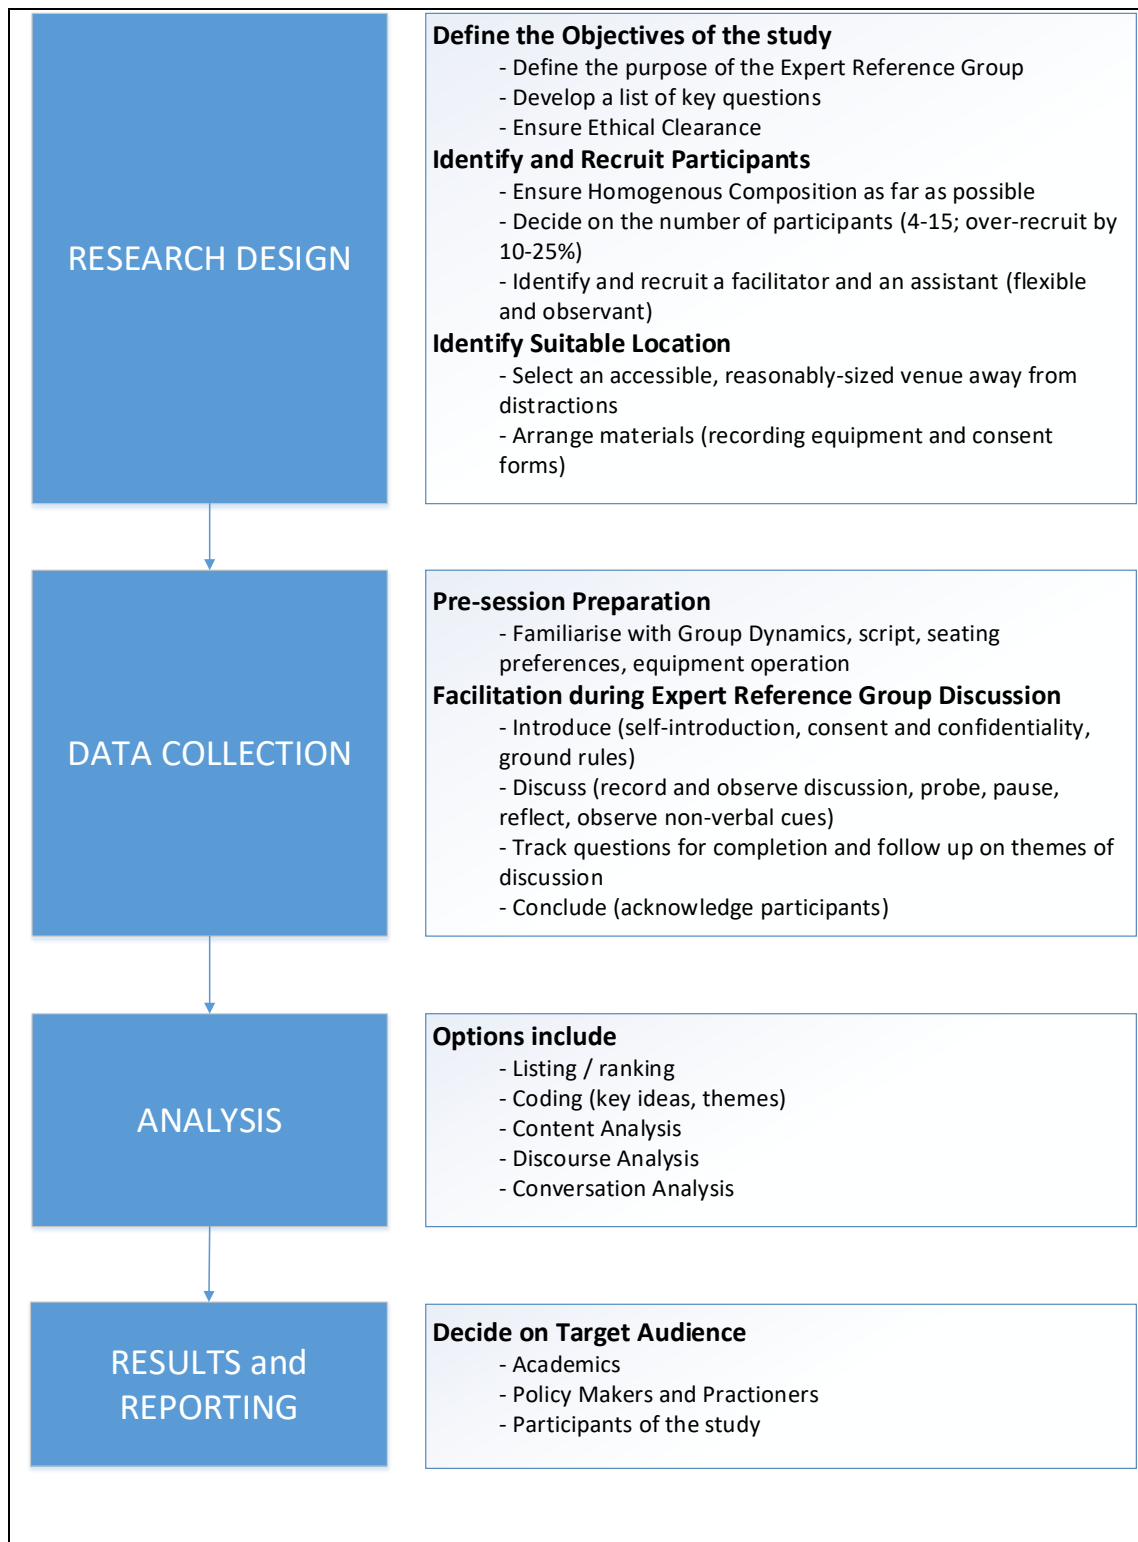 RESEARCH DESIGN
Define the Objectives of the study
- Define the purpose of the Expert Reference Group
- Develop a list of key questions
- Ensure Ethical Clearance
Identify and Recruit Participants
- Ensure Homogenous Composition as far as possible
- Decide on the number of participants (4-15; over-recruit by
10-25%)
- Identify and recruit a facilitator and an assistant (flexible
and observant)
Identify Suitable Location
- Select an accessible, reasonably-sized venue away from
distractions
- Arrange materials (recording equipment and consent
forms)
DATA COLLECTION
Pre-session Preparation
- Familiarise with Group Dynamics, script, seating
preferences, equipment operation
Facilitation during Expert Reference Group Discussion
- Introduce (self-introduction, consent and confidentiality,
ground rules)
- Discuss (record and observe discussion, probe, pause,
reflect, observe non-verbal cues)
- Track questions for completion and follow up on themes of
discussion
- Conclude (acknowledge participants)
ANALYSIS
Options include
- Listing / ranking
- Coding (key ideas, themes)
- Content Analysis
- Discourse Analysis
- Conversation Analysis
RESULTS and
REPORTING
Decide on Target Audience
- Academics
- Policy Makers and Practioners
- Participants of the study